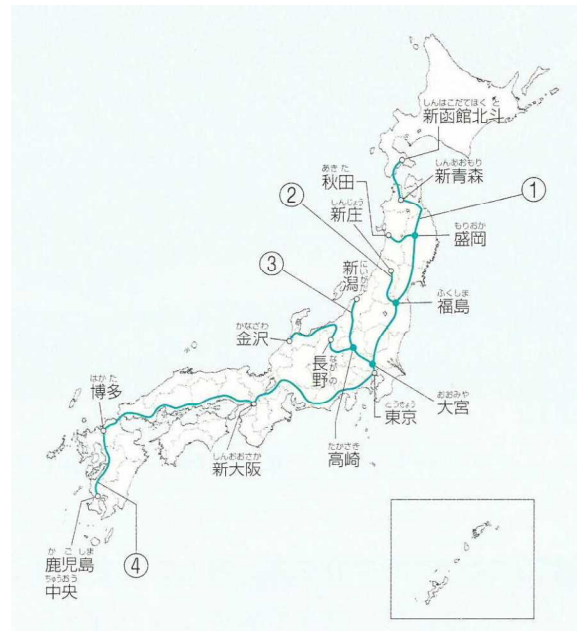 しんはこだてほくと
新函館北斗
しんあおもり
新青森
①
あきた
秋田
②
しんじょう
新庄
もりおか
盛岡
③
にいがた
新潟
ふくしま
福島
かなざわ
金沢
ながの
長野
おおみや
大宮
とうきょう
東京
はかた
博多
たかさき
高崎
しんおおさか
新大阪
かごしま
鹿児島
ちゅうおう
中央
④